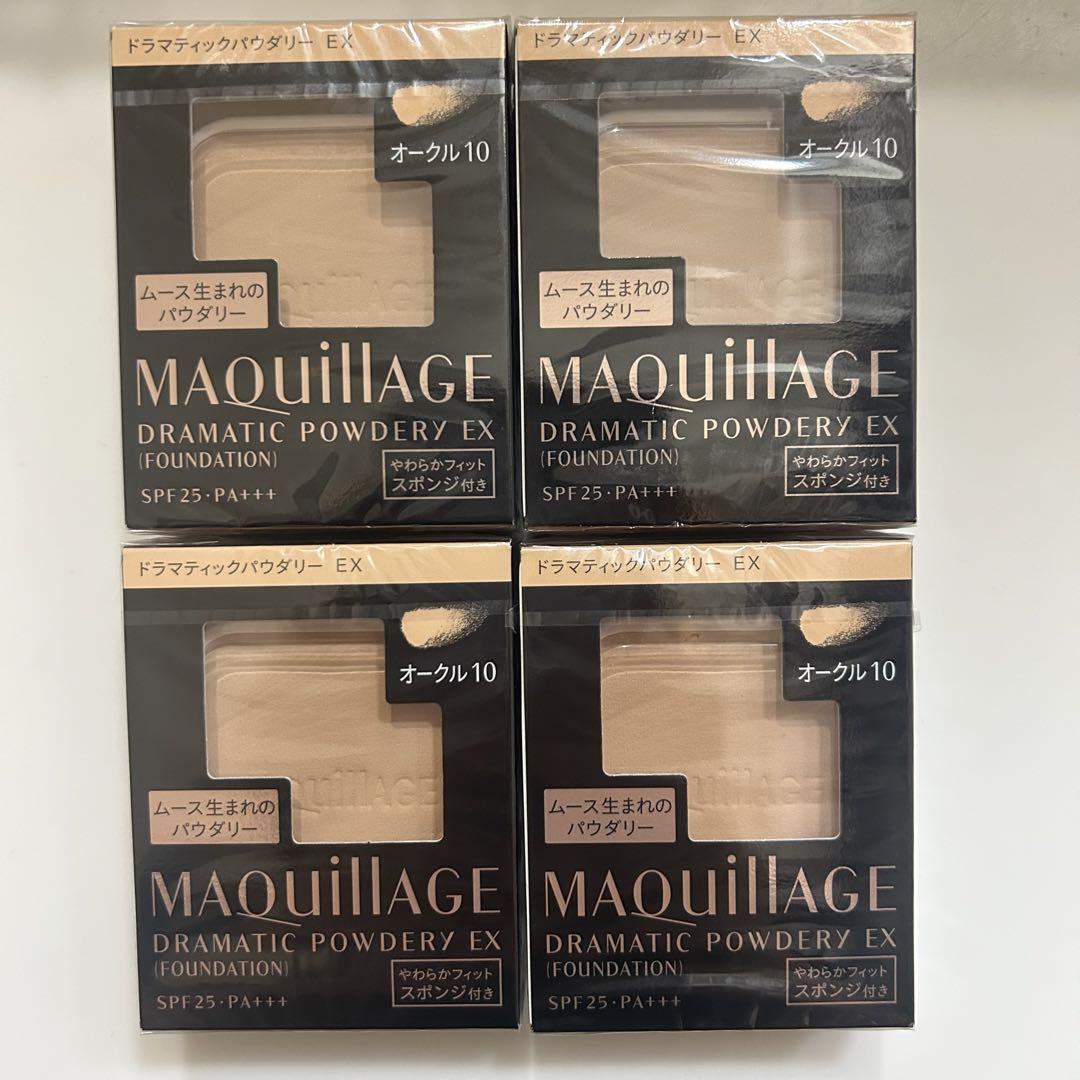 ドラマティックパウダリー EX
オークル10
ムース生まれの
パウダリー
MAQuillAGE
DRAMATIC POWDERY EX
(FOUNDATION)
やわらかフィット
スポンジ付き
SPF25・PA+++
ドラマティックパウダリー EX
オークル10
ムース生まれの
パウダリー
MAQuillAGE
DRAMATIC POWDERY EX
(FOUNDATION)
やわらかフィット
スポンジ付き
SPF25・PA+++
ドラマティックパウダリー EX
オークル10
QuillAGE
ムース生まれの
パウダリー
MAQuillAGE
DRAMATIC POWDERY EX
(FOUNDATION)
やわらかフィット
スポンジ付き
SPF25・PA+++
ドラマティックパウダリー EX
オークル10
QuillAGE
ムース生まれの
パウダリー
MAQuillAGE
DRAMATIC POWDERY EX
(FOUNDATION)
やわらかフィット
スポンジ付き
SPF25・PA+++